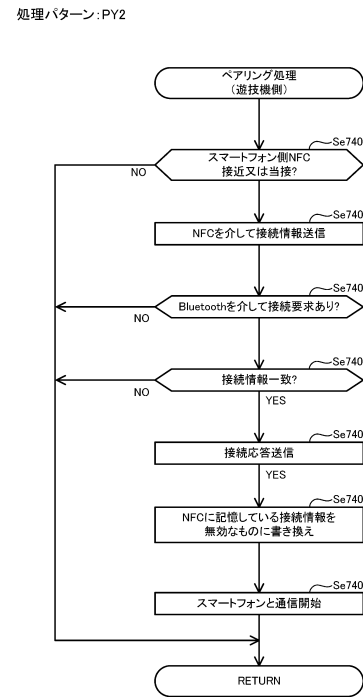 処理パターン：PY2
ペアリング処理
（遊技機側）
Se740
スマートフォン側NFC
接近又は当接?
NO
Se740
NFCを介して接続情報送信
Se740
Bluetoothを介して接続要求あり?
NO
Se740
接続情報一致?
NO
YES
Se740
接続応答送信
YES
Se740
NFCに記憶している接続情報を
無効なものに書き換え
Se740
スマートフォンと通信開始
RETURN